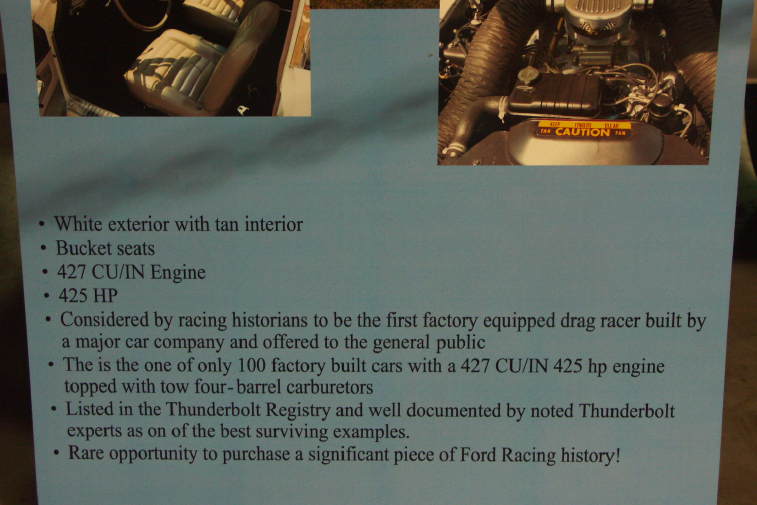 FAN CAUTION FAN
• White exterior with tan interior
• Bucket seats
• 427 CU/IN Engine
• 425 HP
• Considered by racing historians to be the first factory equipped drag racer built by
a major car company and offered to the general public
• The is the one of only 100 factory built cars with a 427 CU/IN 425 hp engine
topped with tow four-barrel carburetors
• Listed in the Thunderbolt Registry and well documented by noted Thunderbolt
experts as on of the best surviving examples.
• Rare opportunity to purchase a significant piece of Ford Racing history!